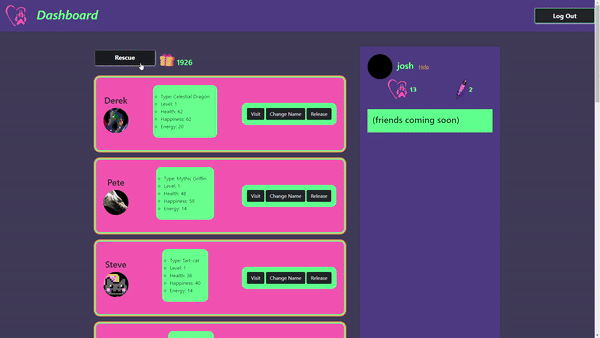 Dashboard
Log Out
Rescue
1926
josh
Title
13
2
(friends coming soon)
Derek
Type: Celestial Dragon
Level: 1
Health: 62
Happiness: 62
Energy: 20
Visit
Change Name
Release
Pete
Type: Mythic Griffin
Level: 1
Health: 48
Happiness: 50
Energy: 14
Visit
Change Name
Release
Steve
Type: Tart-cat
Level: 1
Health: 36
Happiness: 40
Energy: 14
Visit
Change Name
Release